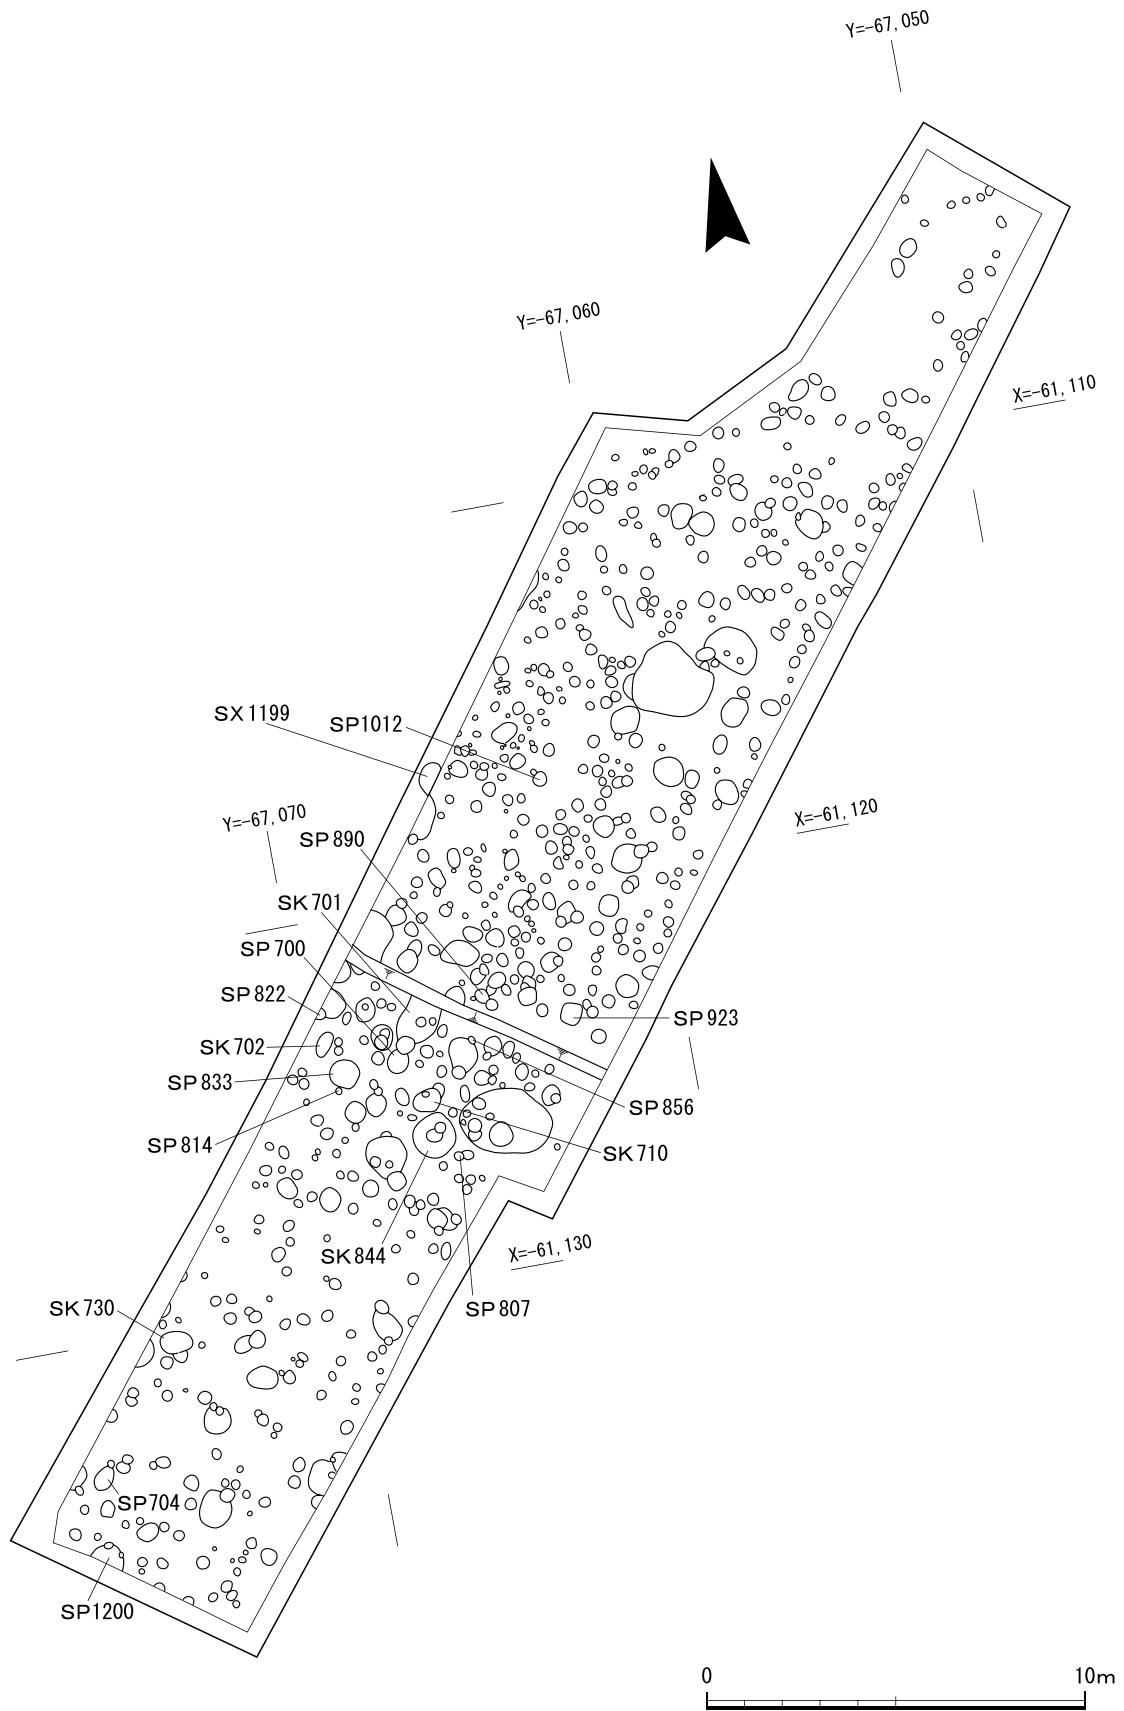 Y=-67,050
Y=-67,060
X=-61,110
SX1199
SP1012
Y=-67,070
X=-61,120
SP890
SK701
SP700
SP822
SP923
SK702
SP833
SP856
SP814
SK710
SK844
X=-61,130
SK730
SP807
SP704
SP1200
0
10m